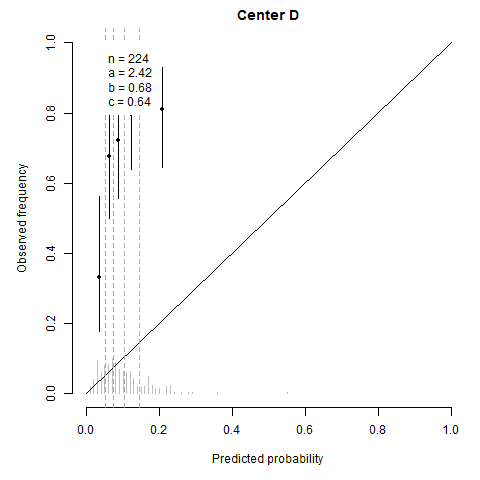 Center D
n = 224
a = 2.42
b = 0.68
c = 0.64
Observed frequency
1.0
0.8
0.6
0.4
0.2
0.0
0.0 0.2 0.4 0.6 0.8 1.0
Predicted probability